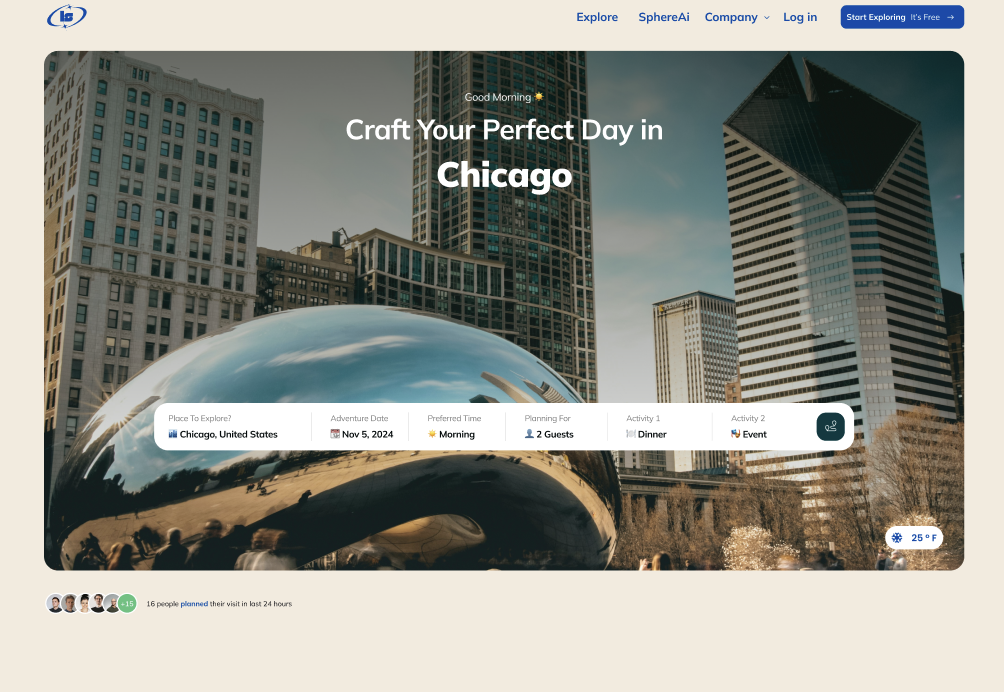 ls
Explore SphereAi Company Log in Start Exploring It's Free
Good Morning
Craft Your Perfect Day in
Chicago
Place To Explore? Adventure Date Preferred Time Planning For Activity 1 Activity 2
Chicago, United States Nov 5, 2024 Morning 2 Guests Dinner Event
25 ° F
+15 16 people planned their visit in last 24 hours